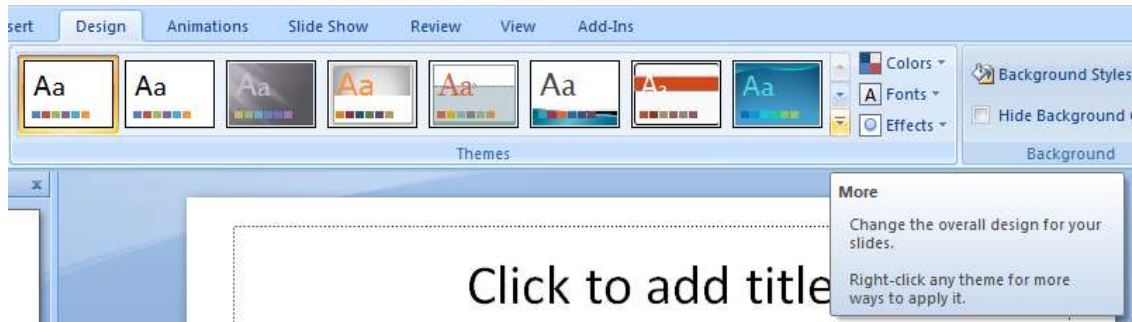 sert Design Animations Slide Show Review View Add-Ins
Aa Aa Aa Aa Aa Aa Aa Aa
Colors
Fonts
Effects
Background Styles
Hide Background
Themes
Background
x
More
Change the overall design for your
slides.
Right-click any theme for more
ways to apply it.
Click to add title